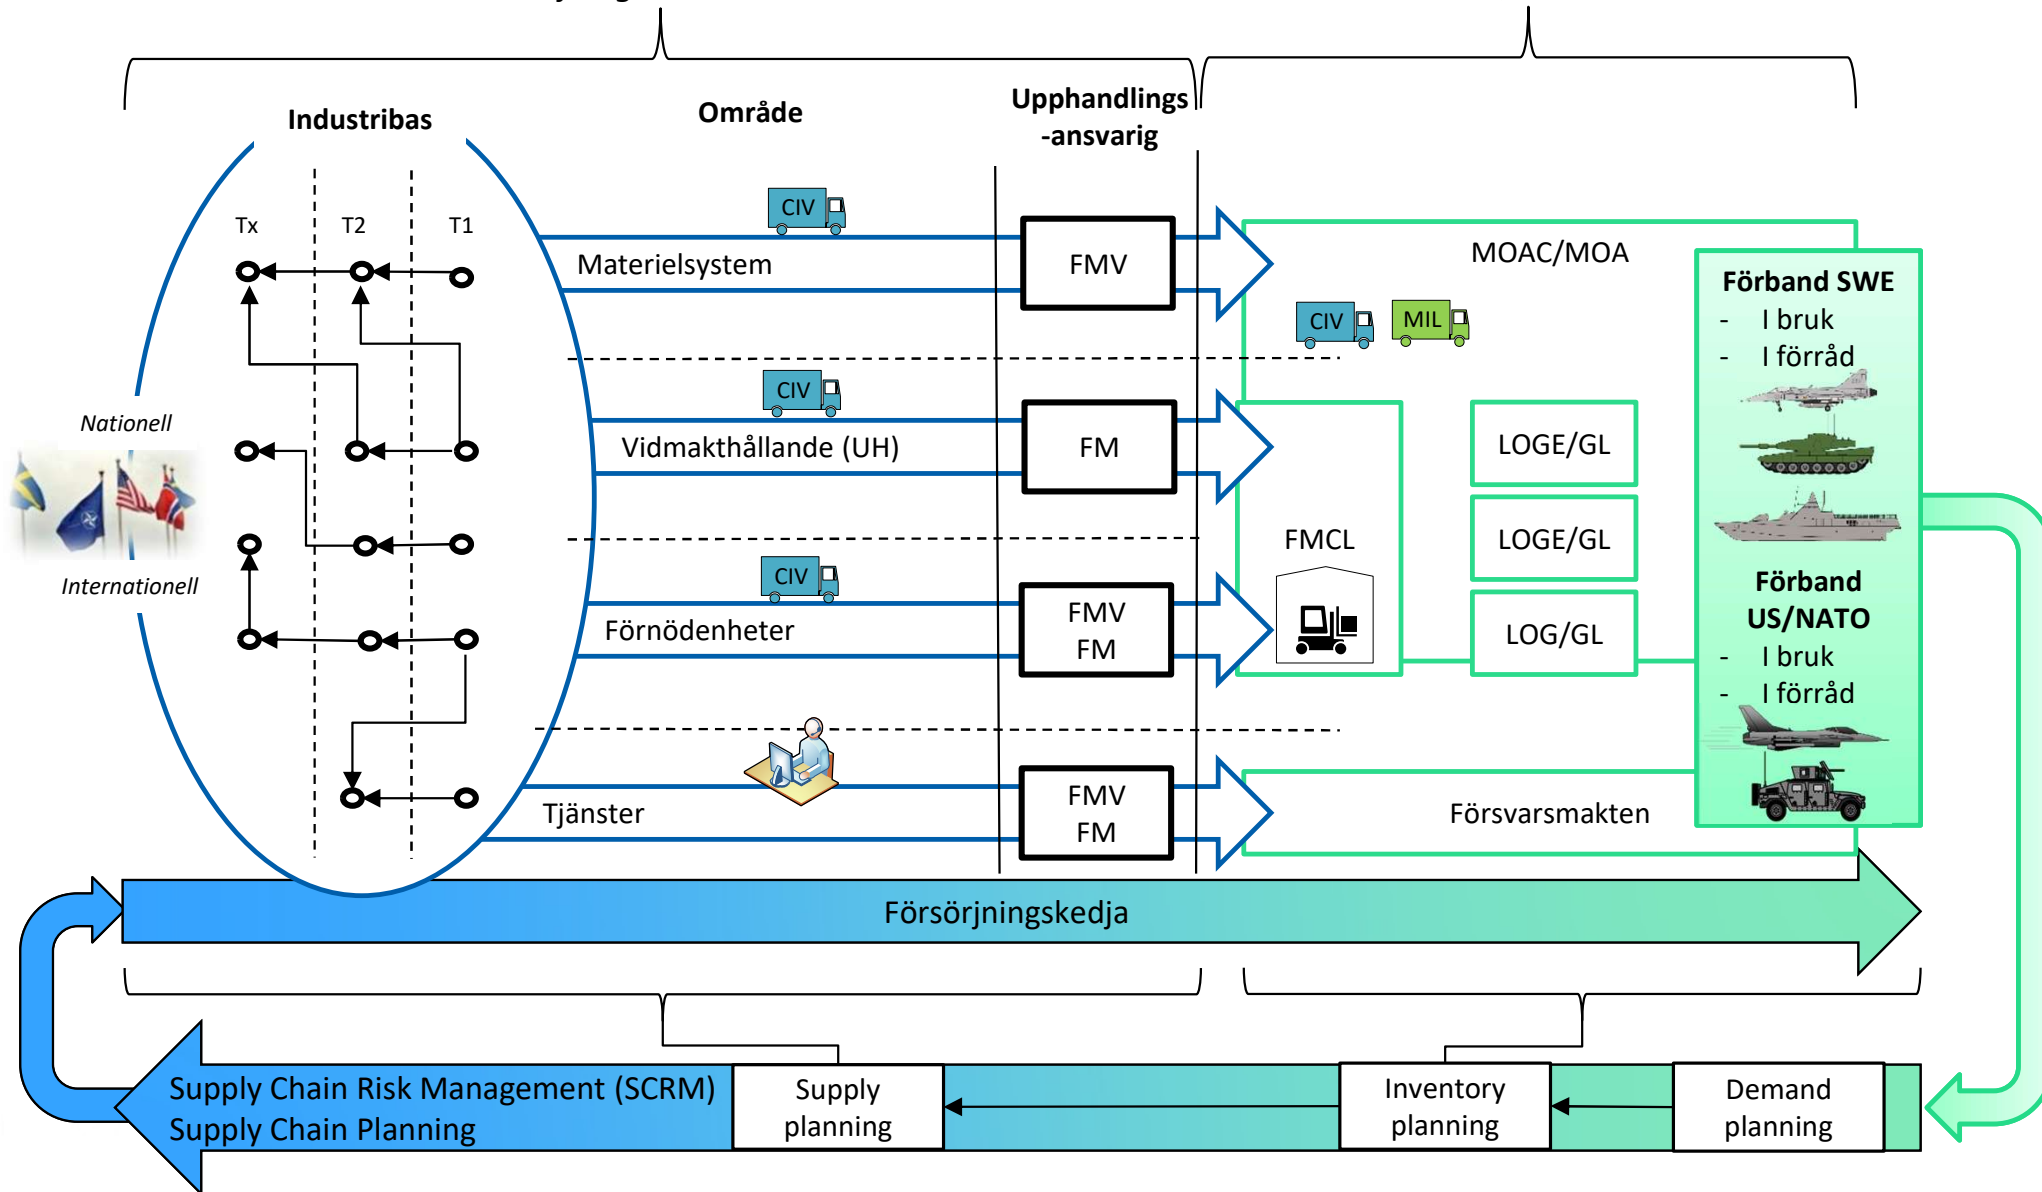 Industribas
Område
Upphandlings
-ansvarig
Tx
T2
T1
CIV
Materielsystem
FMV
MOAC/MOA
CIV
MIL
Förband SWE
- I bruk
- I förråd
Nationell
Internationell
CIV
Vidmakthållande (UH)
FM
LOGE/GL
FMCL
LOGE/GL
CIV
Förnödenheter
FMV
FM
LOG/GL
Förband
US/NATO
- I bruk
- I förråd
Tjänster
FMV
FM
Försvarsmakten
Försörjningskedja
Supply Chain Risk Management (SCRM)
Supply Chain Planning
Supply
planning
Inventory
planning
Demand
planning